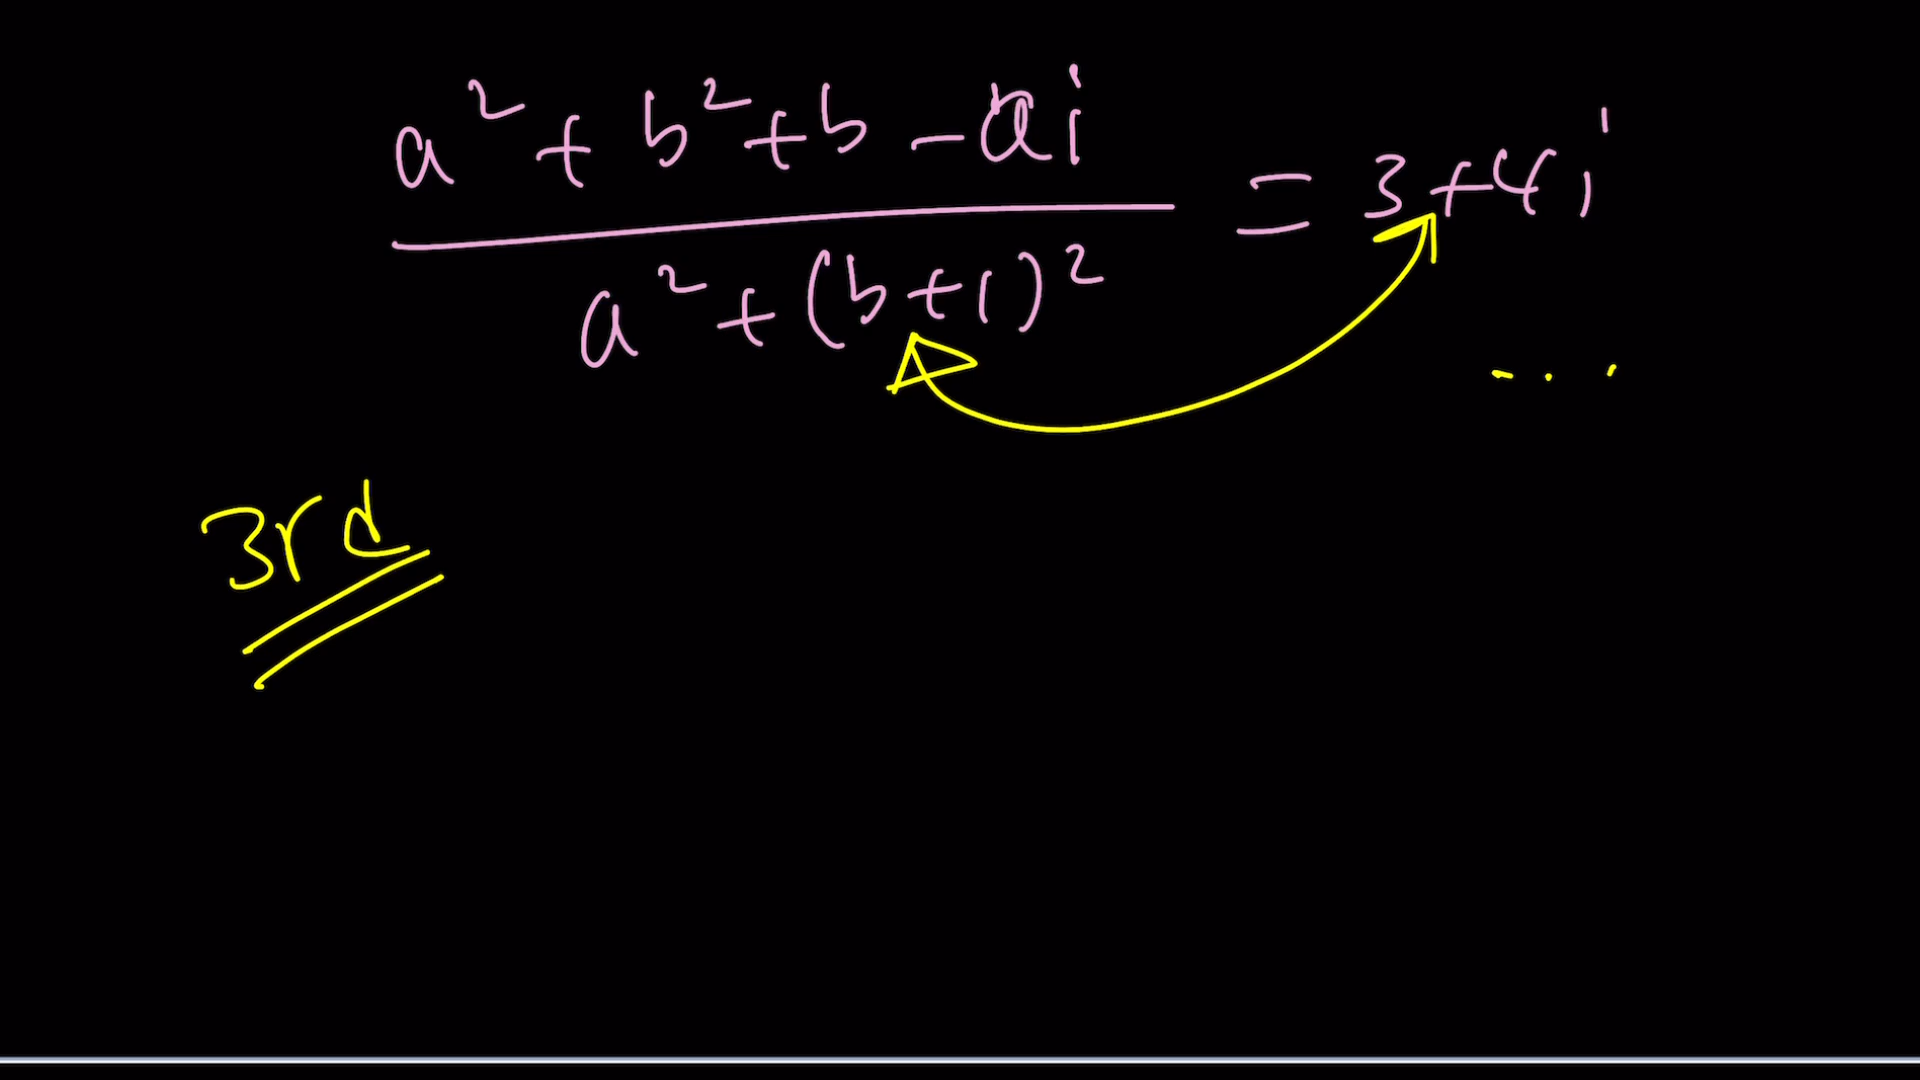 a² + b² + b - ai
= 3 + 4i
a² + (b + 1)²
...
3rd